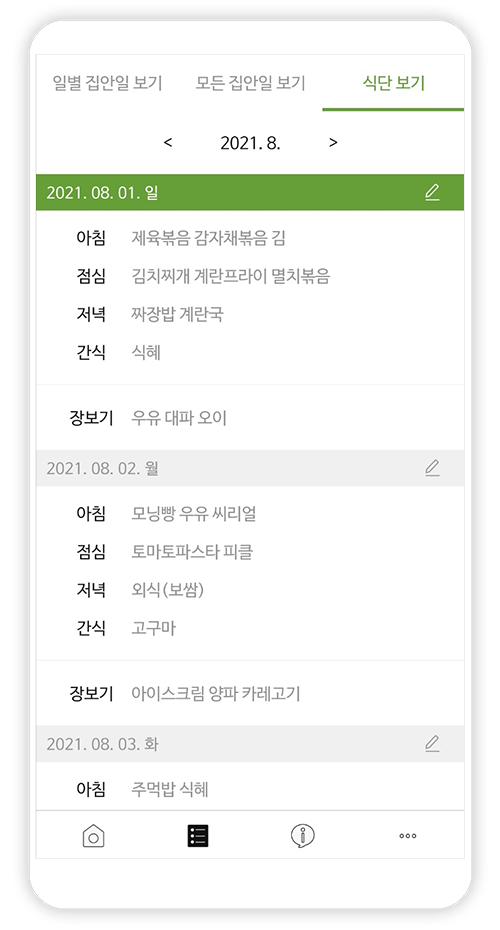 일별 집안일 보기 모든 집안일 보기 식단 보기
< 2021. 8. >
2021. 08. 01. 일
아침 제육볶음 감자채볶음 김
점심 김치찌개 계란프라이 멸치볶음
저녁 짜장밥 계란국
간식 식혜
장보기 우유 대파 오이
2021. 08. 02. 월
아침 모닝빵 우유 씨리얼
점심 토마토파스타 피클
저녁 외식(보쌈)
간식 고구마
장보기 아이스크림 양파 카레고기
2021. 08. 03. 화
아침 주먹밥 식혜